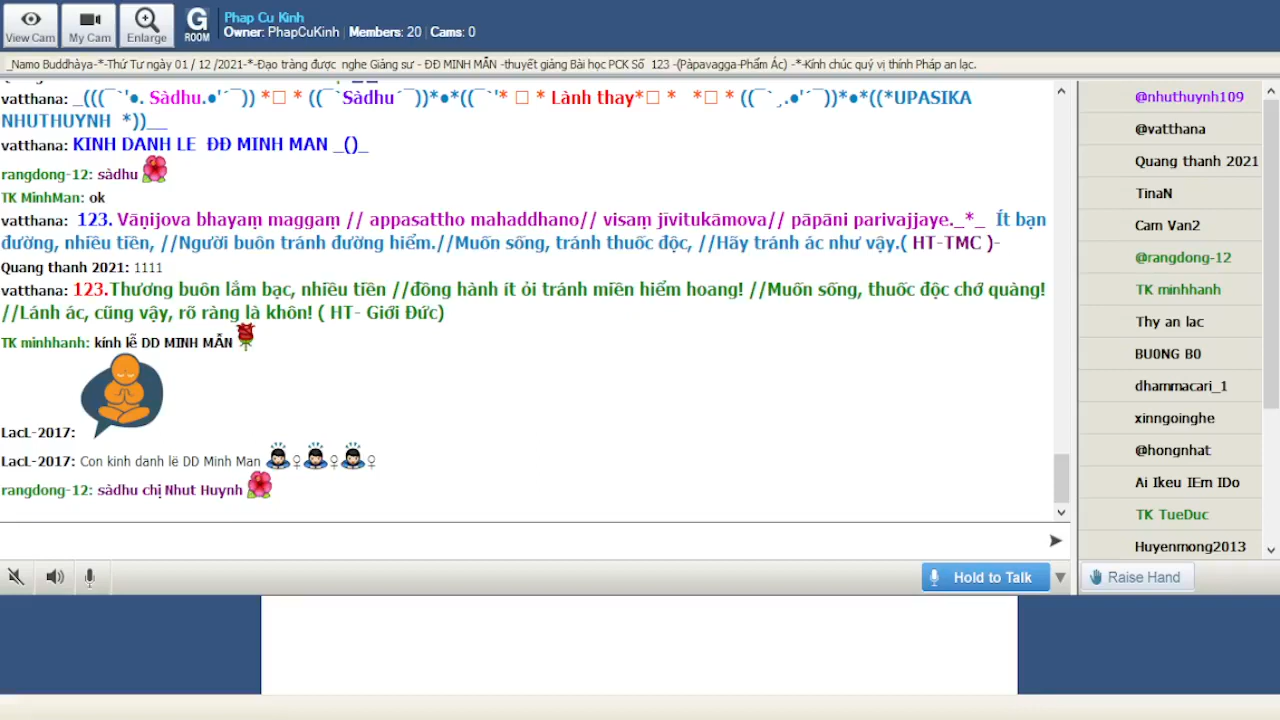 View Cam
My Cam
Enlarge
G
ROOM
Phap Cu Kinh
Owner: PhapCuKinh | Members: 20 | Cams: 0
_Namo Buddhàya-*-Thứ Tư ngày 01 / 12 /2021-*-Đạo tràng được nghe Giảng sư - ĐĐ MINH MẪN -thuyết giảng Bài học PCK Số 123 -(Pàpavagga-Phẩm Ác) -*-Kính chúc quý vị thính Pháp an lạc.
vatthana: _(((¯`'•. Sàdhu.•'´¯)) *□ * ((¯`Sàdhu´¯))*•*((¯`'* □ * Lành thay*□ * *□ * ((¯`¸.•'´¯))*•*((*UPASIKA
NHUTHUYNH *))__
vatthana: KINH DANH LE ĐĐ MINH MAN _()_
rangdong-12: sàdhu
TK MinhMan: ok
vatthana: 123. Vāṇijova bhayaṃ maggaṃ // appasattho mahaddhano// visaṃ jīvitukāmova// pāpāni parivajjaye._*_ Ít bạn
đường, nhiều tiền, //Người buôn tránh đường hiểm.//Muốn sống, tránh thuốc độc, //Hãy tránh ác như vậy.( HT-TMC )-
Quang thanh 2021: 1111
vatthana: 123.Thương buôn lắm bạc, nhiều tiền //đồng hành ít ỏi tránh miền hiểm hoang! //Muốn sống, thuốc độc chớ quàng!
//Lánh ác, cũng vậy, rõ ràng là khôn! ( HT- Giới Đức)
TK minhhanh: kính lễ DD MINH MẪN
LacL-2017:
LacL-2017: Con kinh danh lë DD Minh Man ♀ ♀ ♀
rangdong-12: sàdhu chị Nhut Huynh
Hold to Talk
@nhuthuynh109
@vatthana
Quang thanh 2021
TinaN
Cam Van2
@rangdong-12
TK minhhanh
Thy an lac
BU0NG B0
dhammacari_1
xinngoinghe
@hongnhat
Ai Ikeu IEm IDo
TK TueDuc
Huyenmong2013
Raise Hand